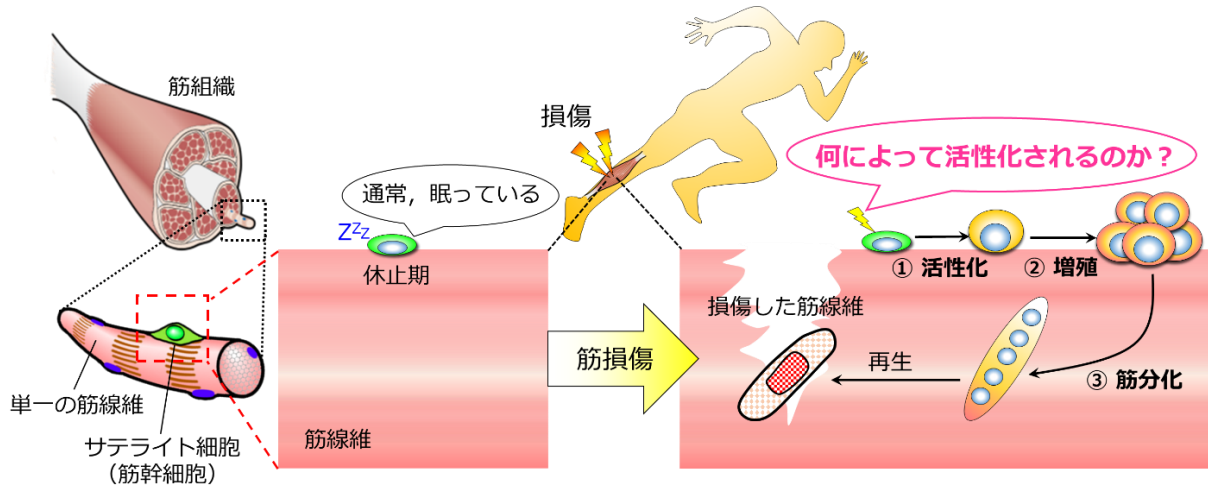 筋組織
単一の筋線維
サテライト細胞
(筋幹細胞)
通常,眠っている
ZZZ
休止期
筋線維
損傷
筋損傷
何によって活性化されるのか?
① 活性化
② 増殖
③ 筋分化
再生
損傷した筋線維